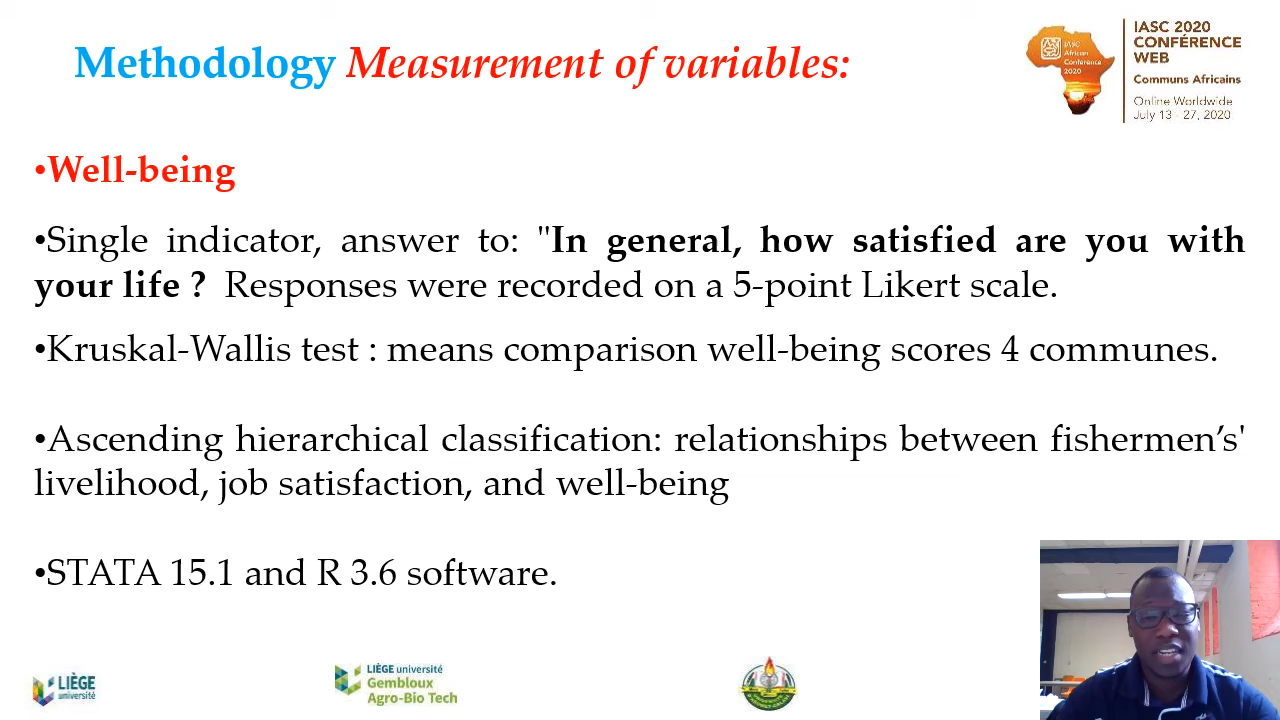 Methodology Measurement of variables:
IASC 2020
CONFÉRENCE
WEB
Communs Africains
Online Worldwide
July 13 - 27, 2020
IASC
African
Conference
2020
•Well-being
•Single indicator, answer to: "In general, how satisfied are you with
your life ? Responses were recorded on a 5-point Likert scale.
•Kruskal-Wallis test : means comparison well-being scores 4 communes.
•Ascending hierarchical classification: relationships between fishermen’s'
livelihood, job satisfaction, and well-being
•STATA 15.1 and R 3.6 software.
LIÈGE
université
LIÈGE université
Gembloux
Agro-Bio Tech